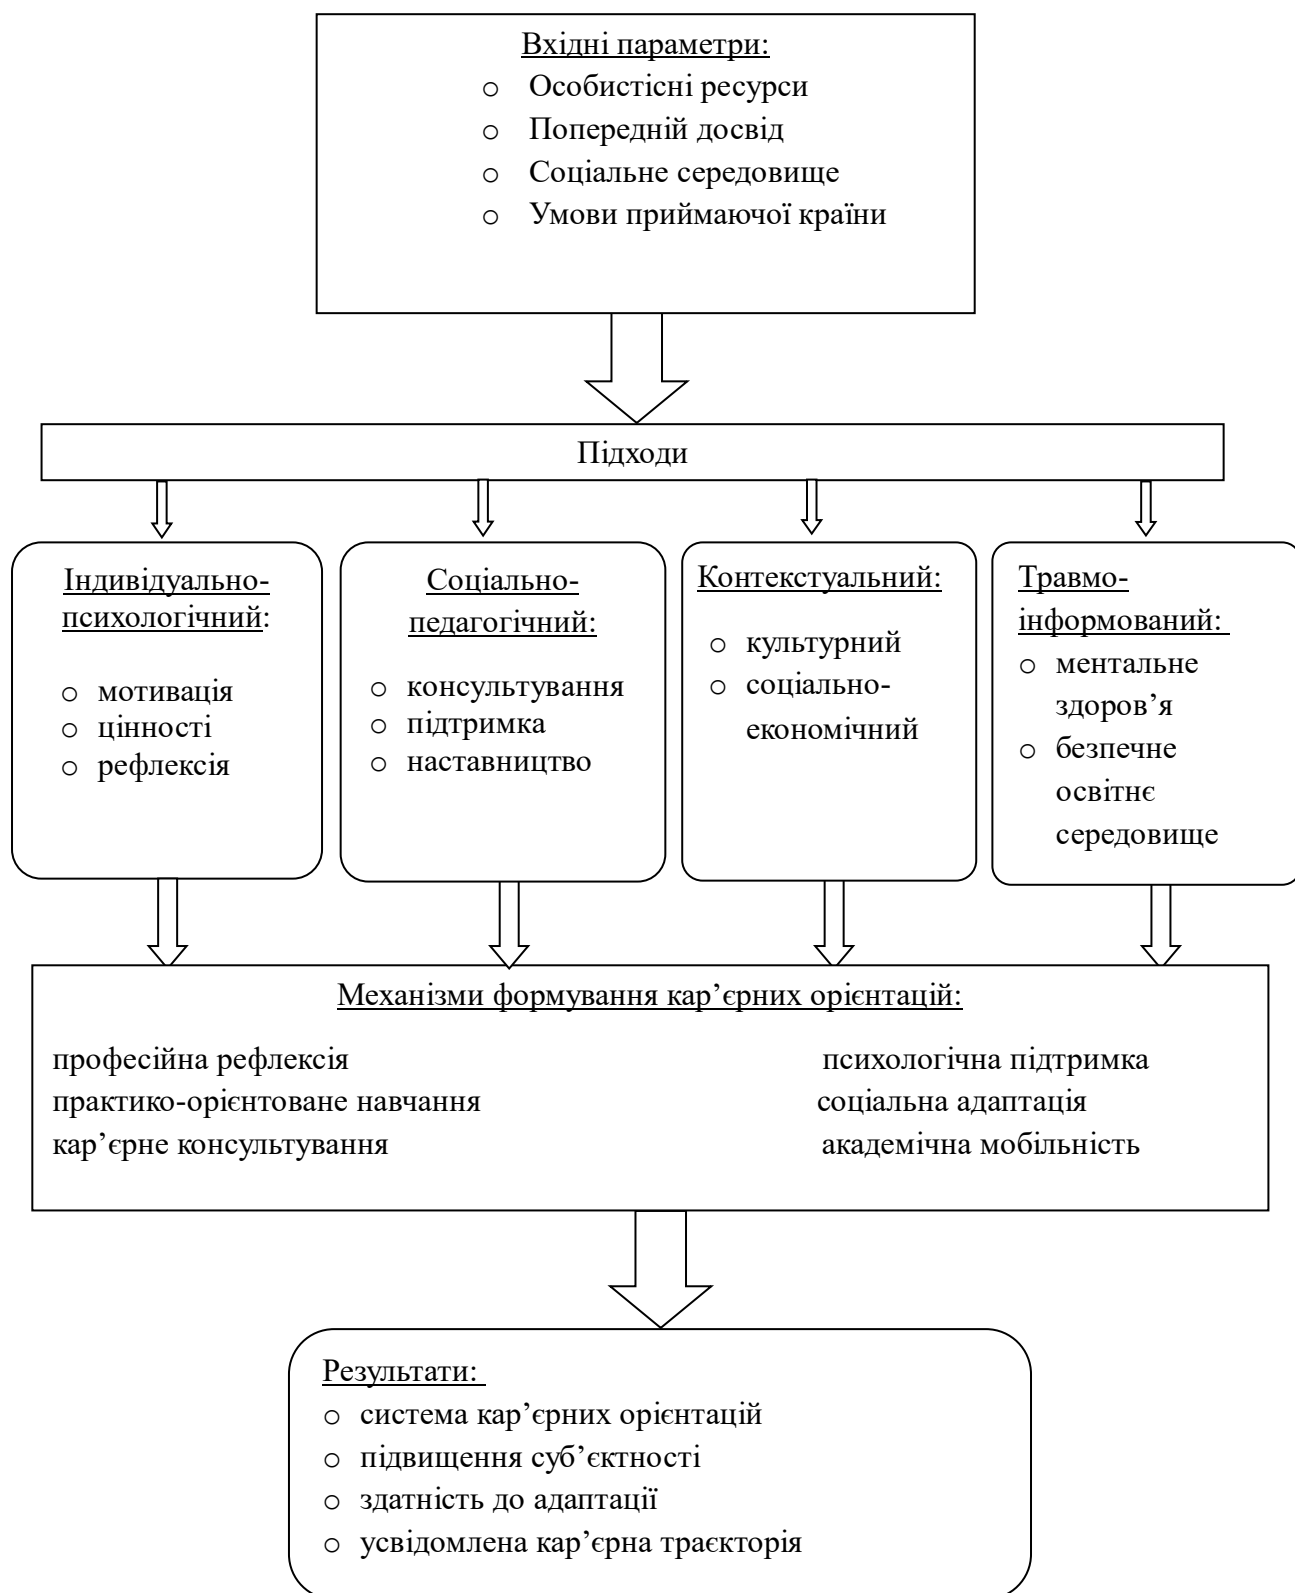 Вхідні параметри:
o Особистісні ресурси
o Попередній досвід
o Соціальне середовище
o Умови приймаючої країни
Підходи
Індивідуально-
психологічний:
o мотивація
o цінності
o рефлексія
Соціально-
педагогічний:
o консультування
o підтримка
o наставництво
Контекстуальний:
o культурний
o соціально-
економічний
Травмо-
інформований:
o ментальне
здоров’я
o безпечне
освітнє
середовище
Механізми формування кар’єрних орієнтацій:
професійна рефлексія
практико-орієнтоване навчання
кар’єрне консультування
психологічна підтримка
соціальна адаптація
академічна мобільність
Результати:
o система кар’єрних орієнтацій
o підвищення суб’єктності
o здатність до адаптації
o усвідомлена кар’єрна траєкторія